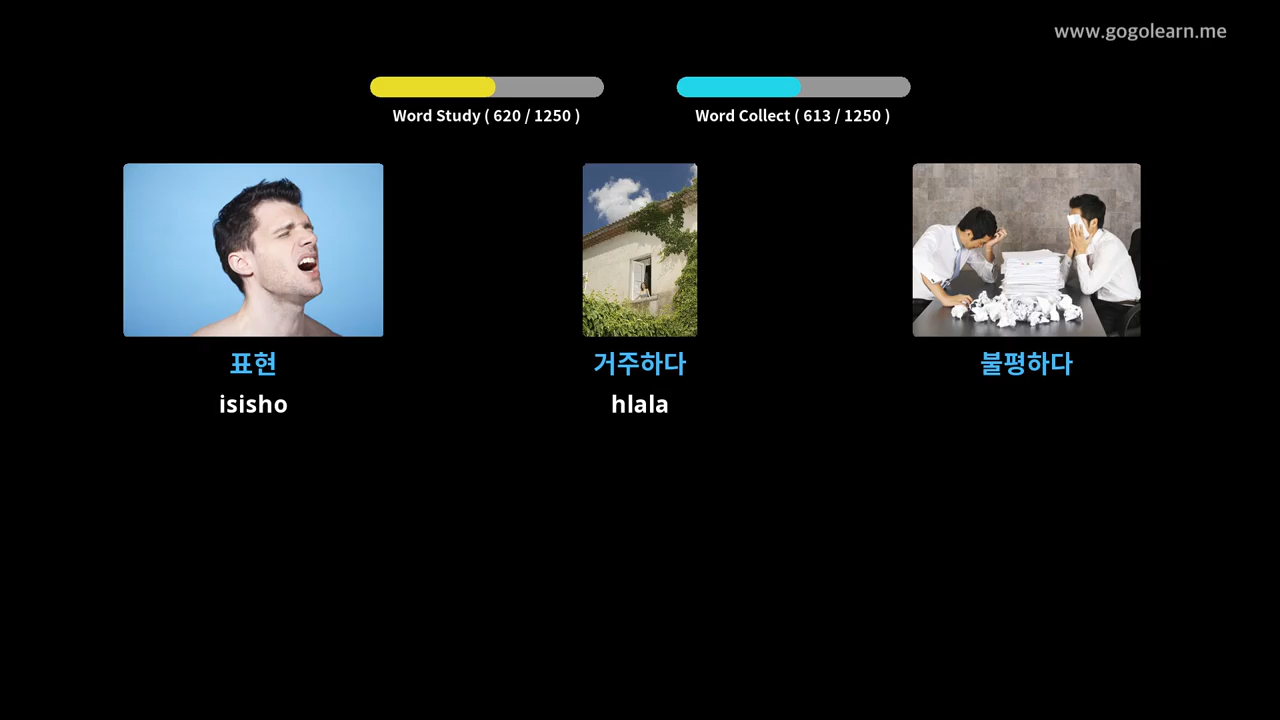 www.gogolearn.me
Word Study ( 620 / 1250 )
Word Collect ( 613 / 1250 )
표현
거주하다
불평하다
isisho
hlala